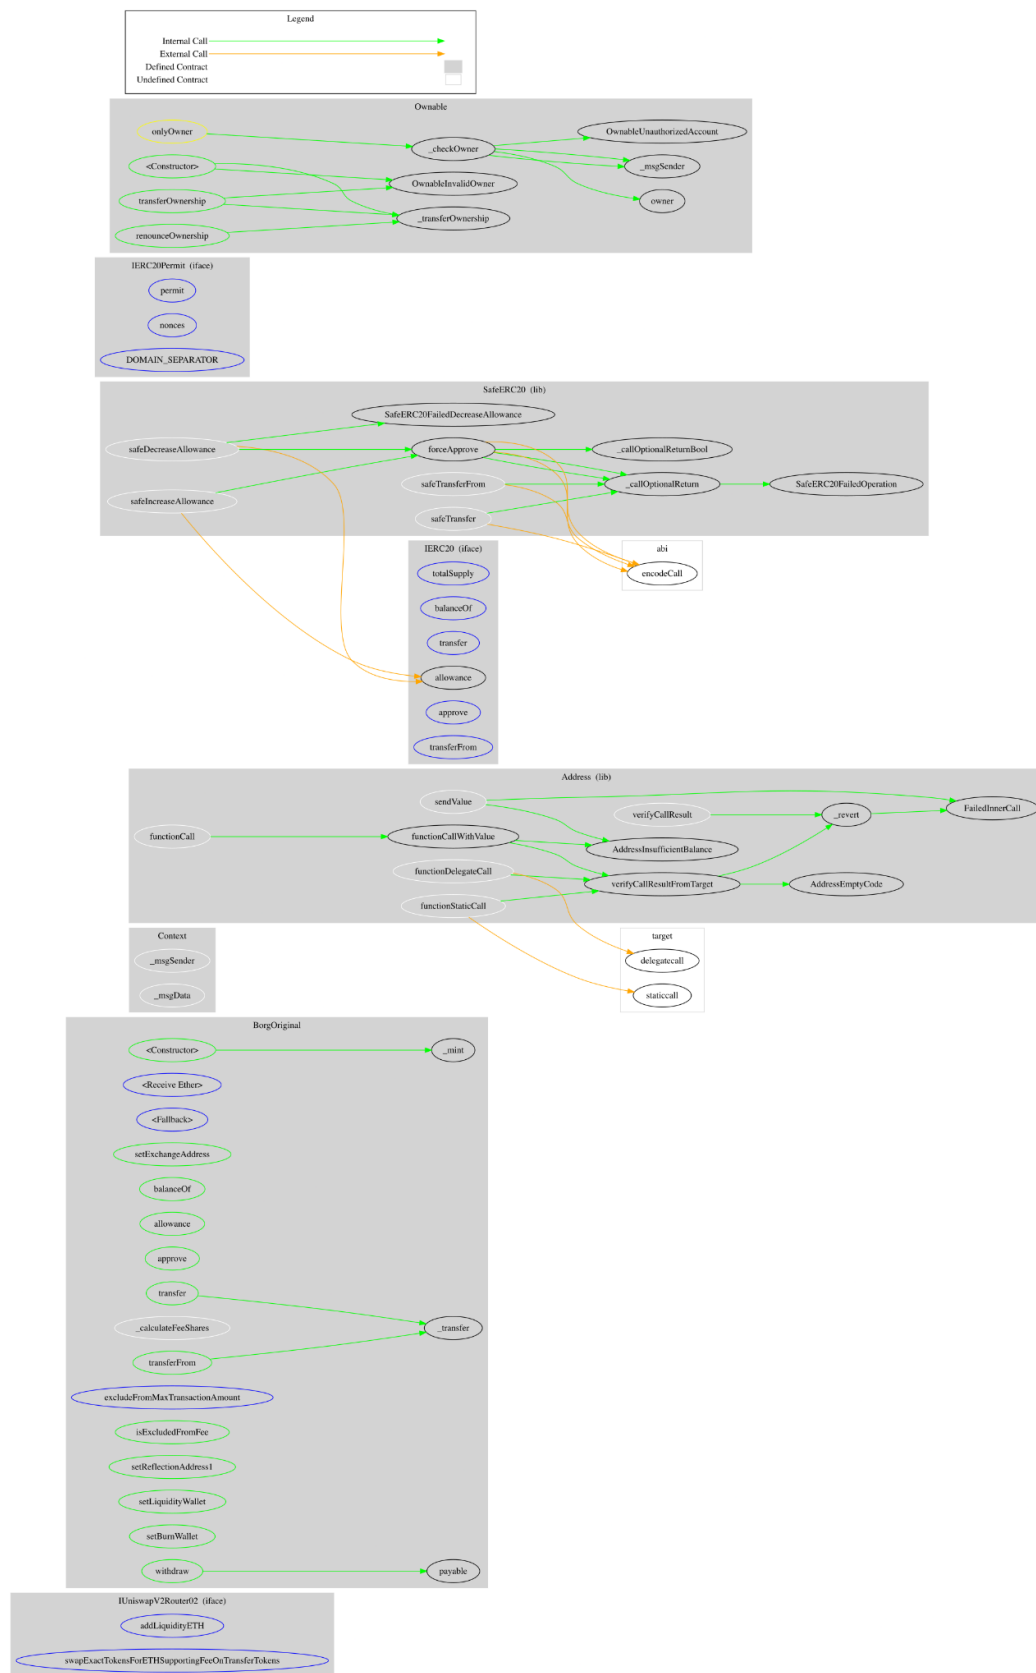 Legend
Internal Call
External Call
Defined Contract
Undefined Contract
Ownable
onlyOwner
<Constructor>
transferOwnership
renounceOwnership
_checkOwner
OwnableInvalidOwner
_transferOwnership
OwnableUnauthorizedAccount
_msgSender
owner
IERC20Permit (iface)
permit
nonces
DOMAIN_SEPARATOR
SafeERC20 (lib)
safeDecreaseAllowance
safeIncreaseAllowance
SafeERC20FailedDecreaseAllowance
forceApprove
safeTransferFrom
safeTransfer
_callOptionalReturnBool
_callOptionalReturn
SafeERC20FailedOperation
IERC20 (iface)
totalSupply
balanceOf
transfer
allowance
approve
transferFrom
abi
encodeCall
Address (lib)
functionCall
sendValue
functionCallWithValue
functionDelegateCall
functionStaticCall
verifyCallResult
AddressInsufficientBalance
verifyCallResultFromTarget
_revert
AddressEmptyCode
FailedInnerCall
Context
_msgSender
_msgData
target
delegatecall
staticcall
BorgOriginal
<Constructor>
_mint
<Receive Ether>
<Fallback>
setExchangeAddress
balanceOf
allowance
approve
transfer
_calculateFeeShares
_transfer
transferFrom
excludeFromMaxTransactionAmount
isExcludedFromFee
setReflectionAddress1
setLiquidityWallet
setBurnWallet
withdraw
payable
IUniswapV2Router02 (iface)
addLiquidityETH
swapExactTokensForETHSupportingFeeOnTransferTokens